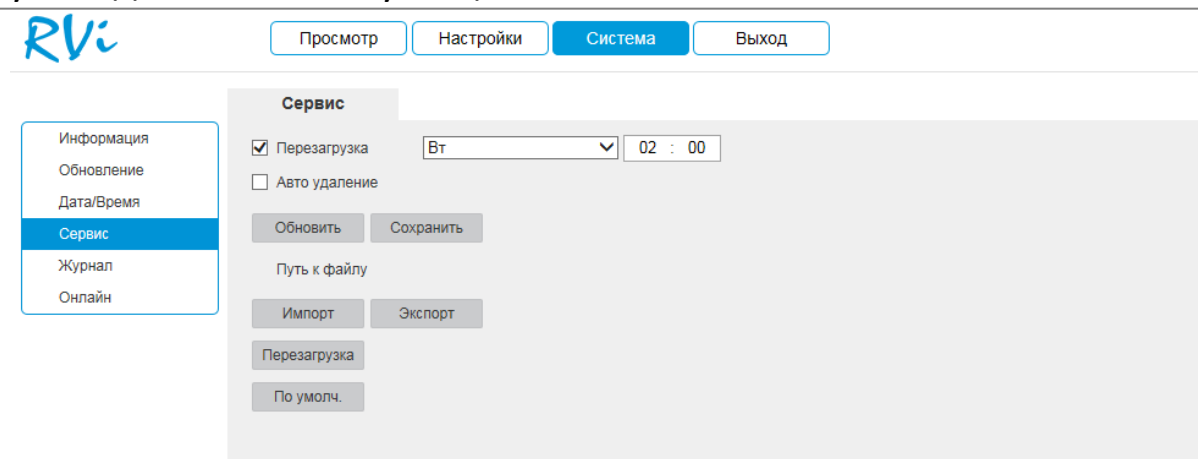 RVi
Просмотр Настройки Система Выход
Сервис
Информация
Обновление
Дата/Время
Сервис
Журнал
Онлайн
Перезагрузка Вт 02 : 00
Авто удаление
Обновить Сохранить
Путь к файлу
Импорт Экспорт
Перезагрузка
По умолч.